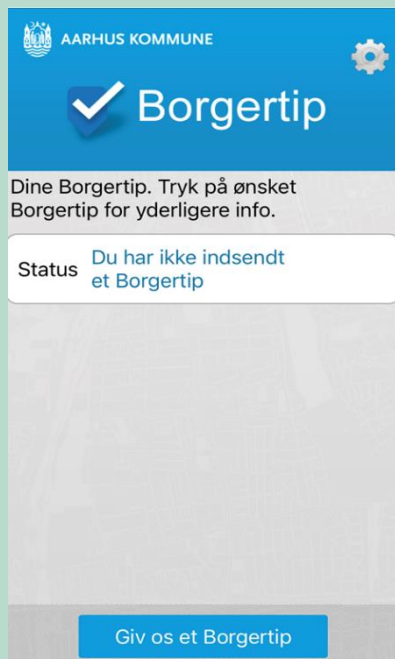 AARHUS KOMMUNE
Borgertip
Dine Borgertip. Tryk på ønsket
Borgertip for yderligere info.
Status
Du har ikke indsendt
et Borgertip
Giv os et Borgertip